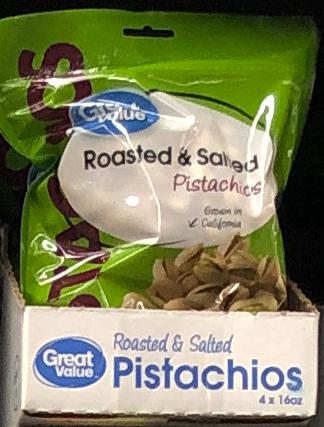 Great
Value
Roasted & Salted
Pistachios
Grown in
California
Great
Value
Roasted & Salted
Pistachios
4 x 16oz